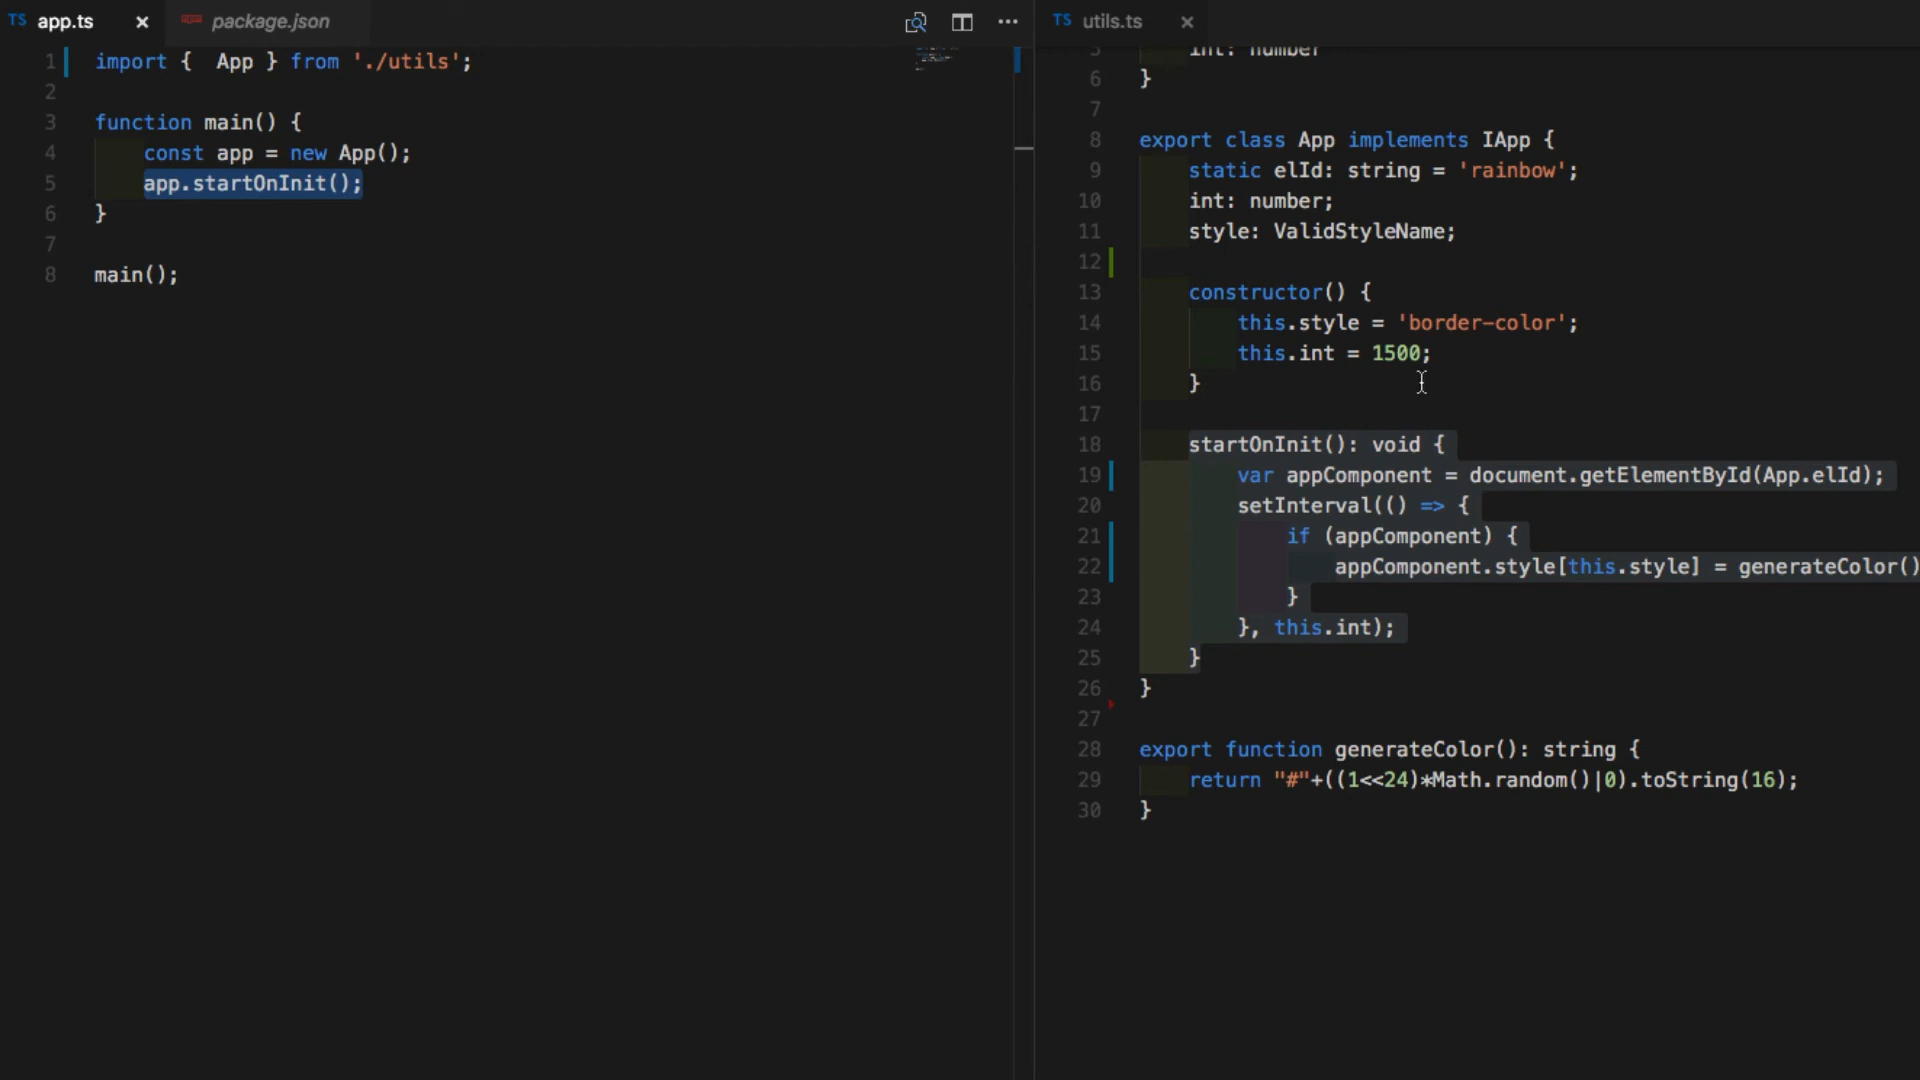 TS app.ts × package.json
1 import {  App } from './utils';
2
3 function main() {
4     const app = new App();
5     app.startOnInit();
6 }
7
8 main();
TS utils.ts ×
5     int: number
6 }
7
8 export class App implements IApp {
9     static elId: string = 'rainbow';
10     int: number;
11     style: ValidStyleName;
12
13     constructor() {
14         this.style = 'border-color';
15         this.int = 1500;
16     }
17
18     startOnInit(): void {
19         var appComponent = document.getElementById(App.elId);
20         setInterval(() => {
21             if (appComponent) {
22                 appComponent.style[this.style] = generateColor()
23             }
24         }, this.int);
25     }
26 }
27
28 export function generateColor(): string {
29     return "#"+((1<<24)*Math.random()|0).toString(16);
30 }